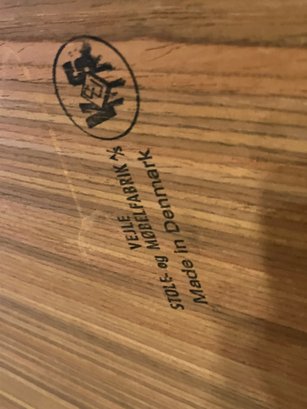 VEJLE
STOLE- og MØBELFABRIK A/S
Made in Denmark